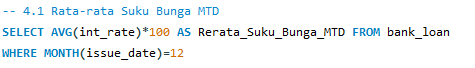 -- 4.1 Rata-rata Suku Bunga MTD
SELECT AVG(int_rate)*100 AS Rerata_Suku_Bunga_MTD FROM bank_loan
WHERE MONTH(issue_date)=12